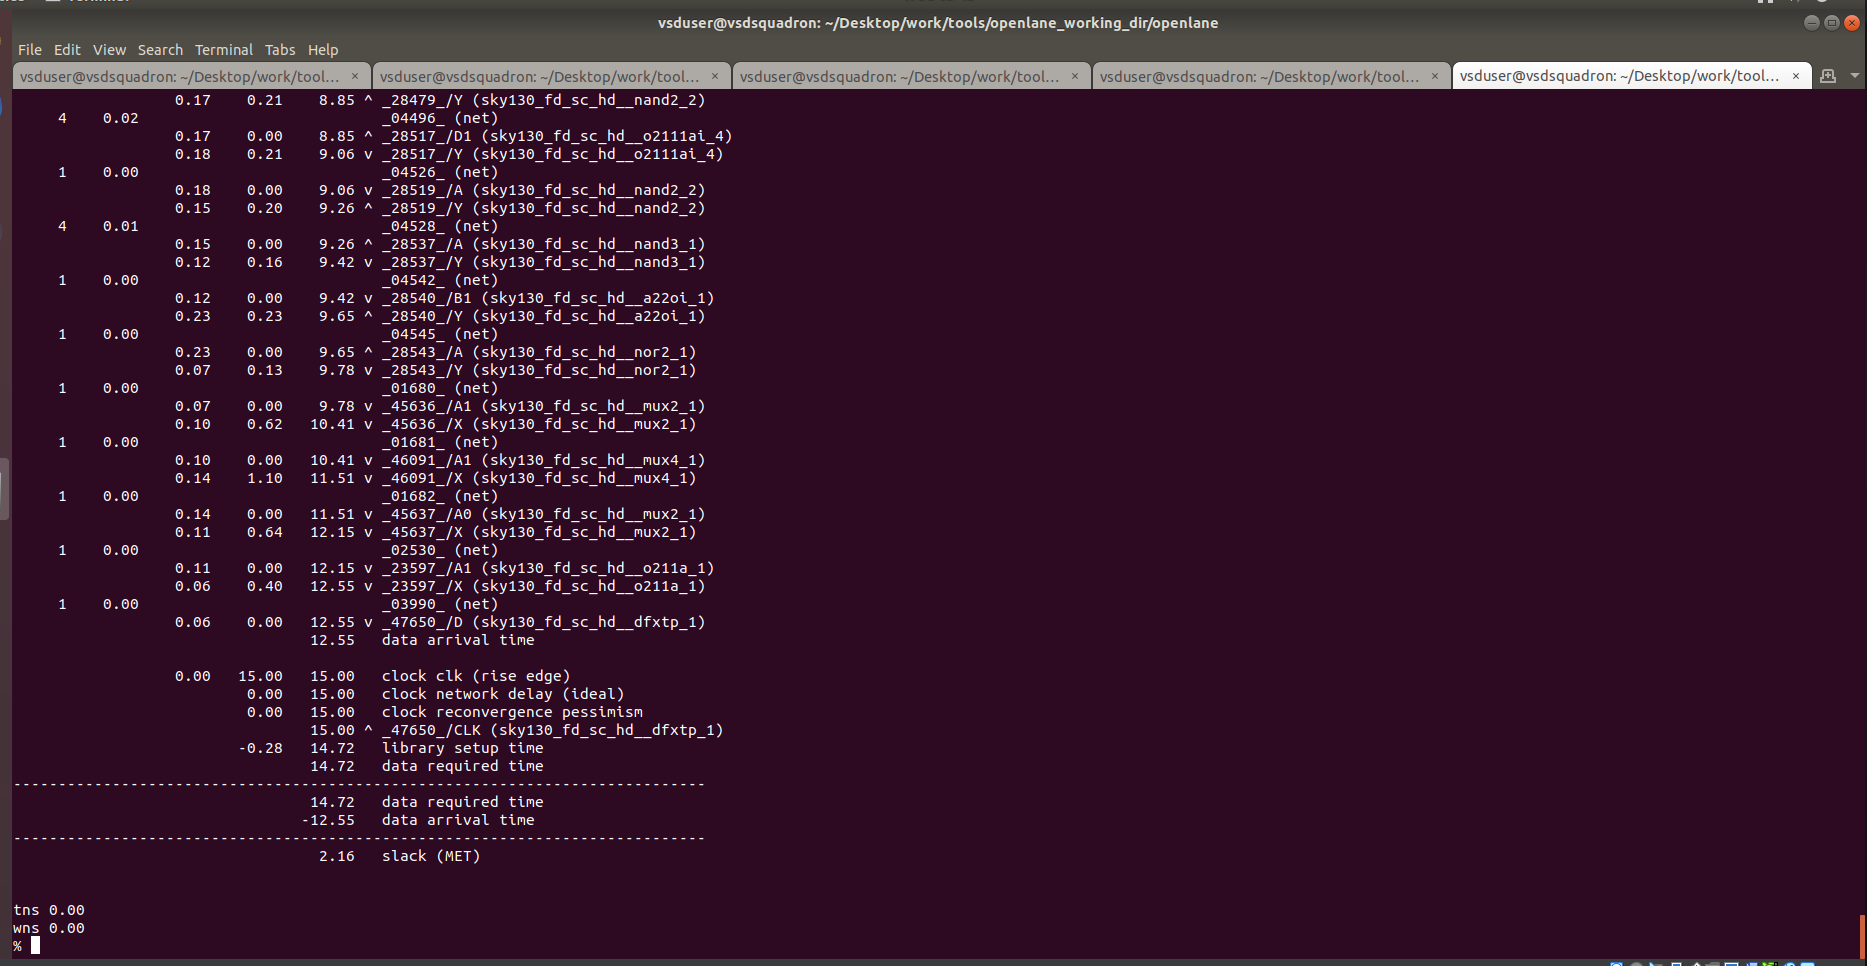 vsduser@vsdsquadron: ~/Desktop/work/tools/openlane_working_dir/openlane
File Edit View Search Terminal Tabs Help
vsduser@vsdsquadron: ~/Desktop/work/tool... × vsduser@vsdsquadron: ~/Desktop/work/tool... × vsduser@vsdsquadron: ~/Desktop/work/tool... × vsduser@vsdsquadron: ~/Desktop/work/tool... × vsduser@vsdsquadron: ~/Desktop/work/tool... ×
0.17 0.21 8.85 ^ _28479_/Y (sky130_fd_sc_hd__nand2_2)
4 0.02 _04496_ (net)
0.17 0.00 8.85 ^ _28517_/D1 (sky130_fd_sc_hd__o2111ai_4)
0.18 0.21 9.06 v _28517_/Y (sky130_fd_sc_hd__o2111ai_4)
1 0.00 _04526_ (net)
0.18 0.00 9.06 v _28519_/A (sky130_fd_sc_hd__nand2_2)
0.15 0.20 9.26 ^ _28519_/Y (sky130_fd_sc_hd__nand2_2)
4 0.01 _04528_ (net)
0.15 0.00 9.26 ^ _28537_/A (sky130_fd_sc_hd__nand3_1)
0.12 0.16 9.42 v _28537_/Y (sky130_fd_sc_hd__nand3_1)
1 0.00 _04542_ (net)
0.12 0.00 9.42 v _28540_/B1 (sky130_fd_sc_hd__a22oi_1)
0.23 0.23 9.65 ^ _28540_/Y (sky130_fd_sc_hd__a22oi_1)
1 0.00 _04545_ (net)
0.23 0.00 9.65 ^ _28543_/A (sky130_fd_sc_hd__nor2_1)
0.07 0.13 9.78 v _28543_/Y (sky130_fd_sc_hd__nor2_1)
1 0.00 _01680_ (net)
0.07 0.00 9.78 v _45636_/A1 (sky130_fd_sc_hd__mux2_1)
0.10 0.62 10.41 v _45636_/X (sky130_fd_sc_hd__mux2_1)
1 0.00 _01681_ (net)
0.10 0.00 10.41 v _46091_/A1 (sky130_fd_sc_hd__mux4_1)
0.14 1.10 11.51 v _46091_/X (sky130_fd_sc_hd__mux4_1)
1 0.00 _01682_ (net)
0.14 0.00 11.51 v _45637_/A0 (sky130_fd_sc_hd__mux2_1)
0.11 0.64 12.15 v _45637_/X (sky130_fd_sc_hd__mux2_1)
1 0.00 _02530_ (net)
0.11 0.00 12.15 v _23597_/A1 (sky130_fd_sc_hd__o211a_1)
0.06 0.40 12.55 v _23597_/X (sky130_fd_sc_hd__o211a_1)
1 0.00 _03990_ (net)
0.06 0.00 12.55 v _47650_/D (sky130_fd_sc_hd__dfxtp_1)
12.55 data arrival time
0.00 15.00 15.00 clock clk (rise edge)
0.00 15.00 clock network delay (ideal)
0.00 15.00 clock reconvergence pessimism
15.00 ^ _47650_/CLK (sky130_fd_sc_hd__dfxtp_1)
-0.28 14.72 library setup time
14.72 data required time
-----------------------------------------------------------------------------
14.72 data required time
-12.55 data arrival time
-----------------------------------------------------------------------------
2.16 slack (MET)
tns 0.00
wns 0.00
%